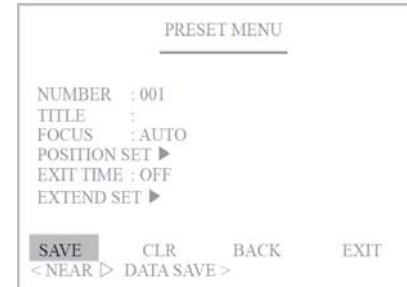 PRESET MENU
NUMBER : 001
TITLE :
FOCUS : AUTO
POSITION SET ▶
EXIT TIME : OFF
EXTEND SET ▶
SAVE CLR BACK EXIT
< NEAR ▷ DATA SAVE >